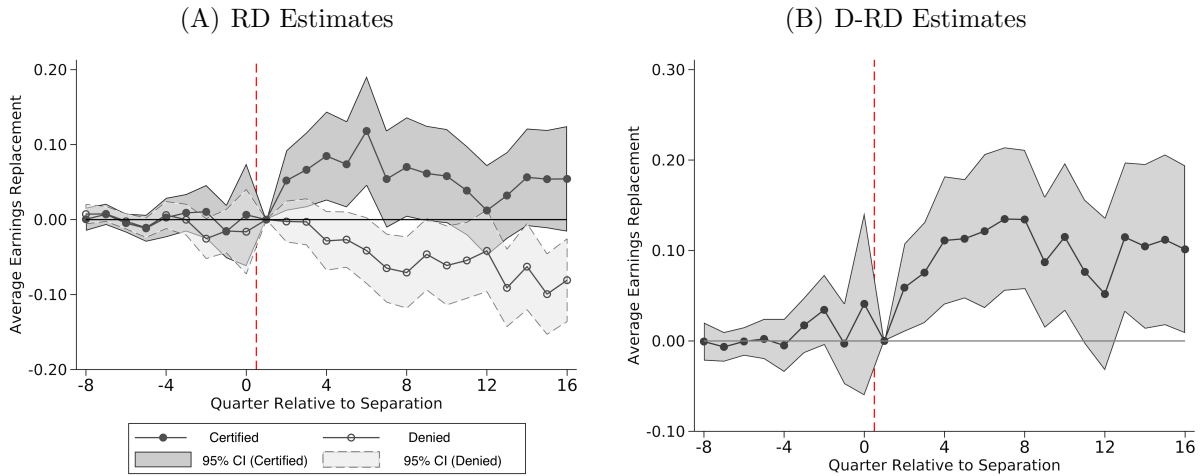 (A) RD Estimates
Average Earnings Replacement
0.20
0.10
0.00
-0.10
-0.20
-8
-4
0
4
8
12
16
Quarter Relative to Separation
Certified
Denied
95% CI (Certified)
95% CI (Denied)
(B) D-RD Estimates
Average Earnings Replacement
0.30
0.20
0.10
0.00
-0.10
-8
-4
0
4
8
12
16
Quarter Relative to Separation